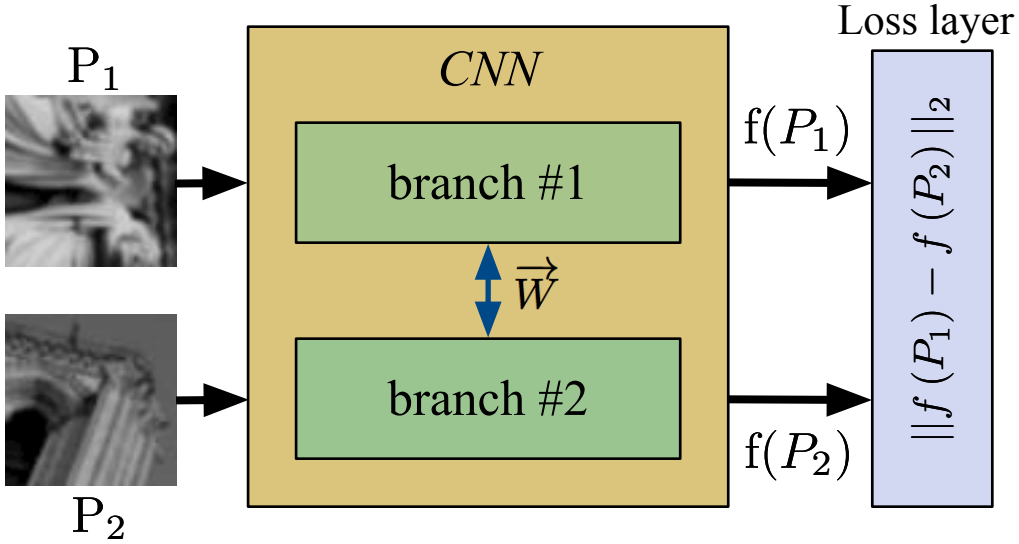 Loss layer
P₁
CNN
f(P₁)
branch #1
||f (P₁) − f (P₂) ||₂
W⃗
branch #2
f(P₂)
P₂